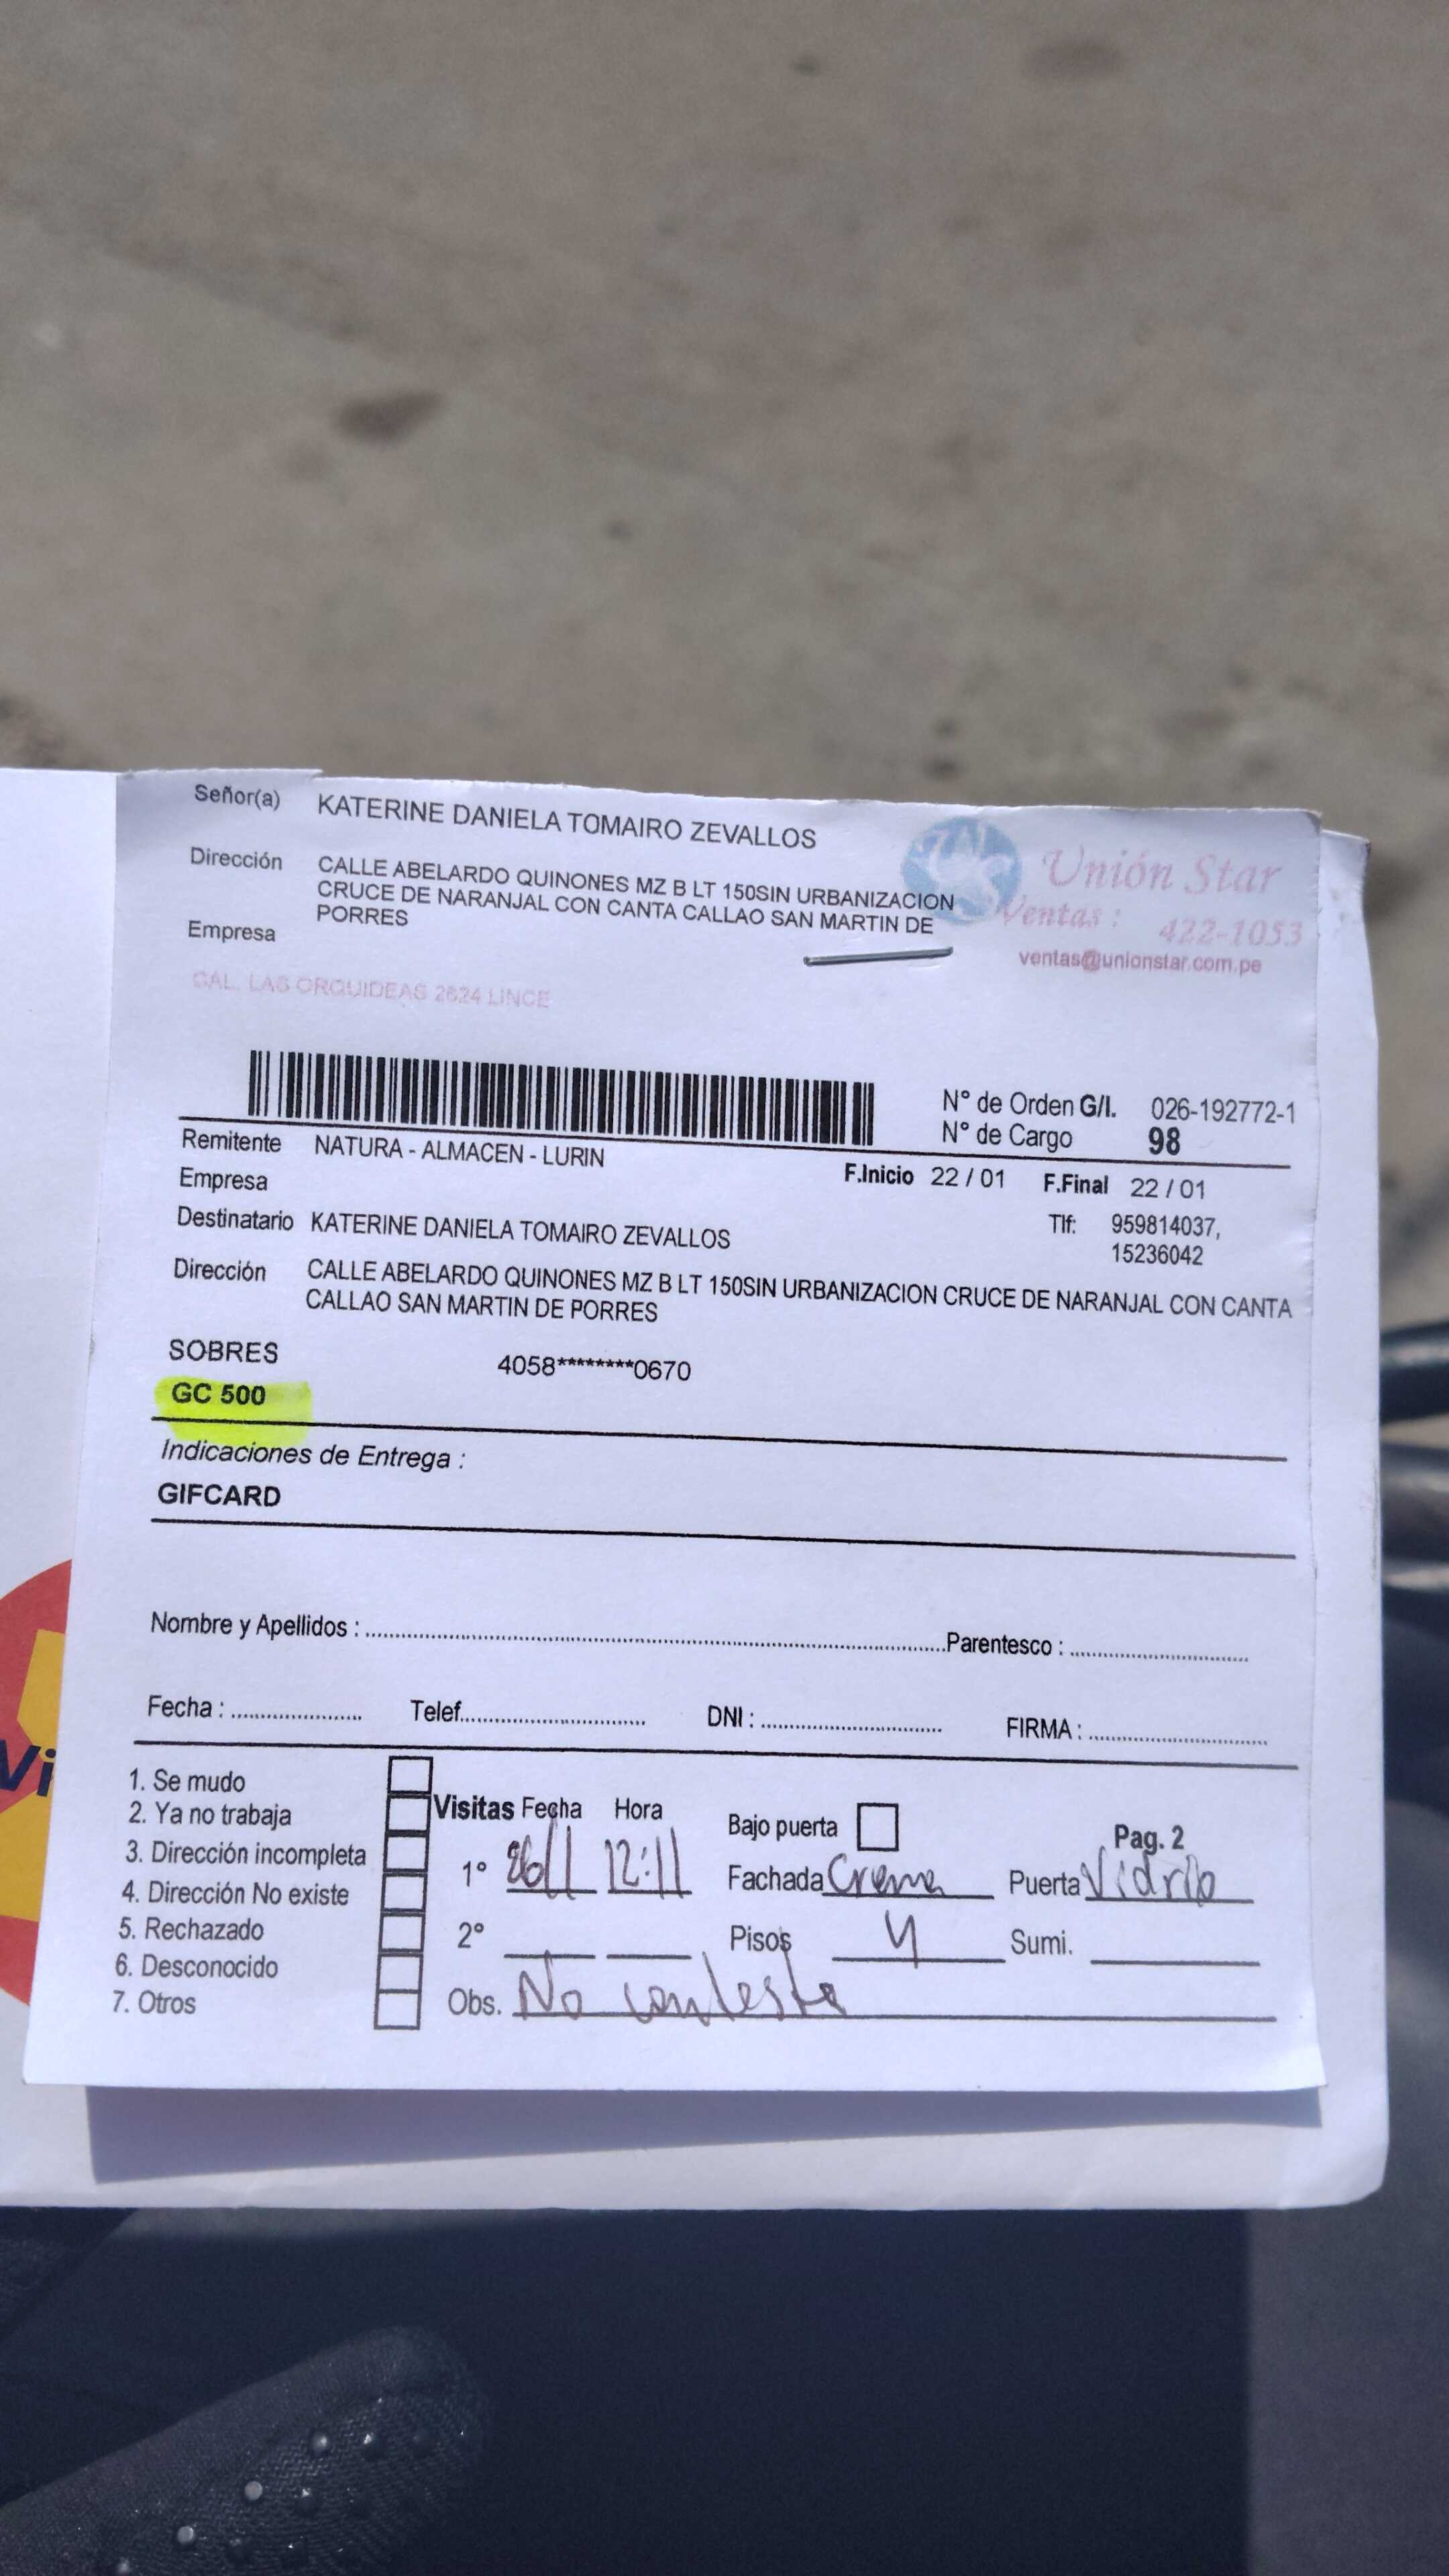 Señor(a) KATERINE DANIELA TOMAIRO ZEVALLOS
Dirección CALLE ABELARDO QUINONES MZ B LT 150SIN URBANIZACION
CRUCE DE NARANJAL CON CANTA CALLAO SAN MARTIN DE
PORRES
Empresa
Unión Star
Ventas : 422-1053
ventas@unionstar.com.pe
CAL. LAS ORQUIDEAS 2624 LINCE
N° de Orden G/I. 026-192772-1
N° de Cargo 98
Remitente NATURA - ALMACEN - LURIN
Empresa
F.Inicio 22 / 01 F.Final 22 / 01
Destinatario KATERINE DANIELA TOMAIRO ZEVALLOS
Tlf: 959814037,
15236042
Dirección CALLE ABELARDO QUINONES MZ B LT 150SIN URBANIZACION CRUCE DE NARANJAL CON CANTA
CALLAO SAN MARTIN DE PORRES
SOBRES 4058********0670
GC 500
Indicaciones de Entrega :
GIFCARD
Nombre y Apellidos : Parentesco :
Fecha : Telef. DNI : FIRMA :
1. Se mudo
2. Ya no trabaja
3. Dirección incompleta
4. Dirección No existe
5. Rechazado
6. Desconocido
7. Otros
Visitas Fecha Hora
1° 26/1 12:11
2°
Bajo puerta
Pag. 2
Fachada Crema Puerta Vidrio
Pisos 4 Sumi.
Obs. No contesta
Vi